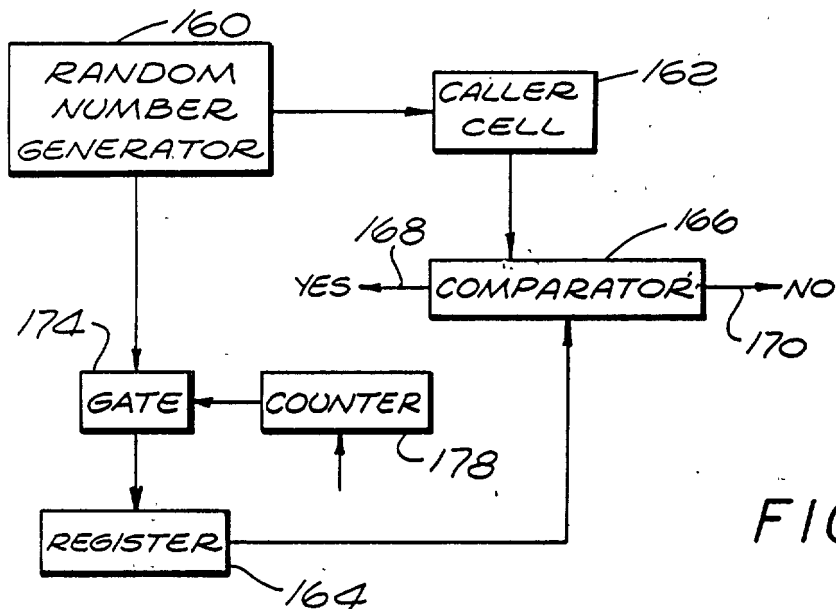 160
RANDOM
NUMBER
GENERATOR
162
CALLER
CELL
166
168
YES
COMPARATOR
NO
170
174
GATE
COUNTER
178
REGISTER
164
FIG